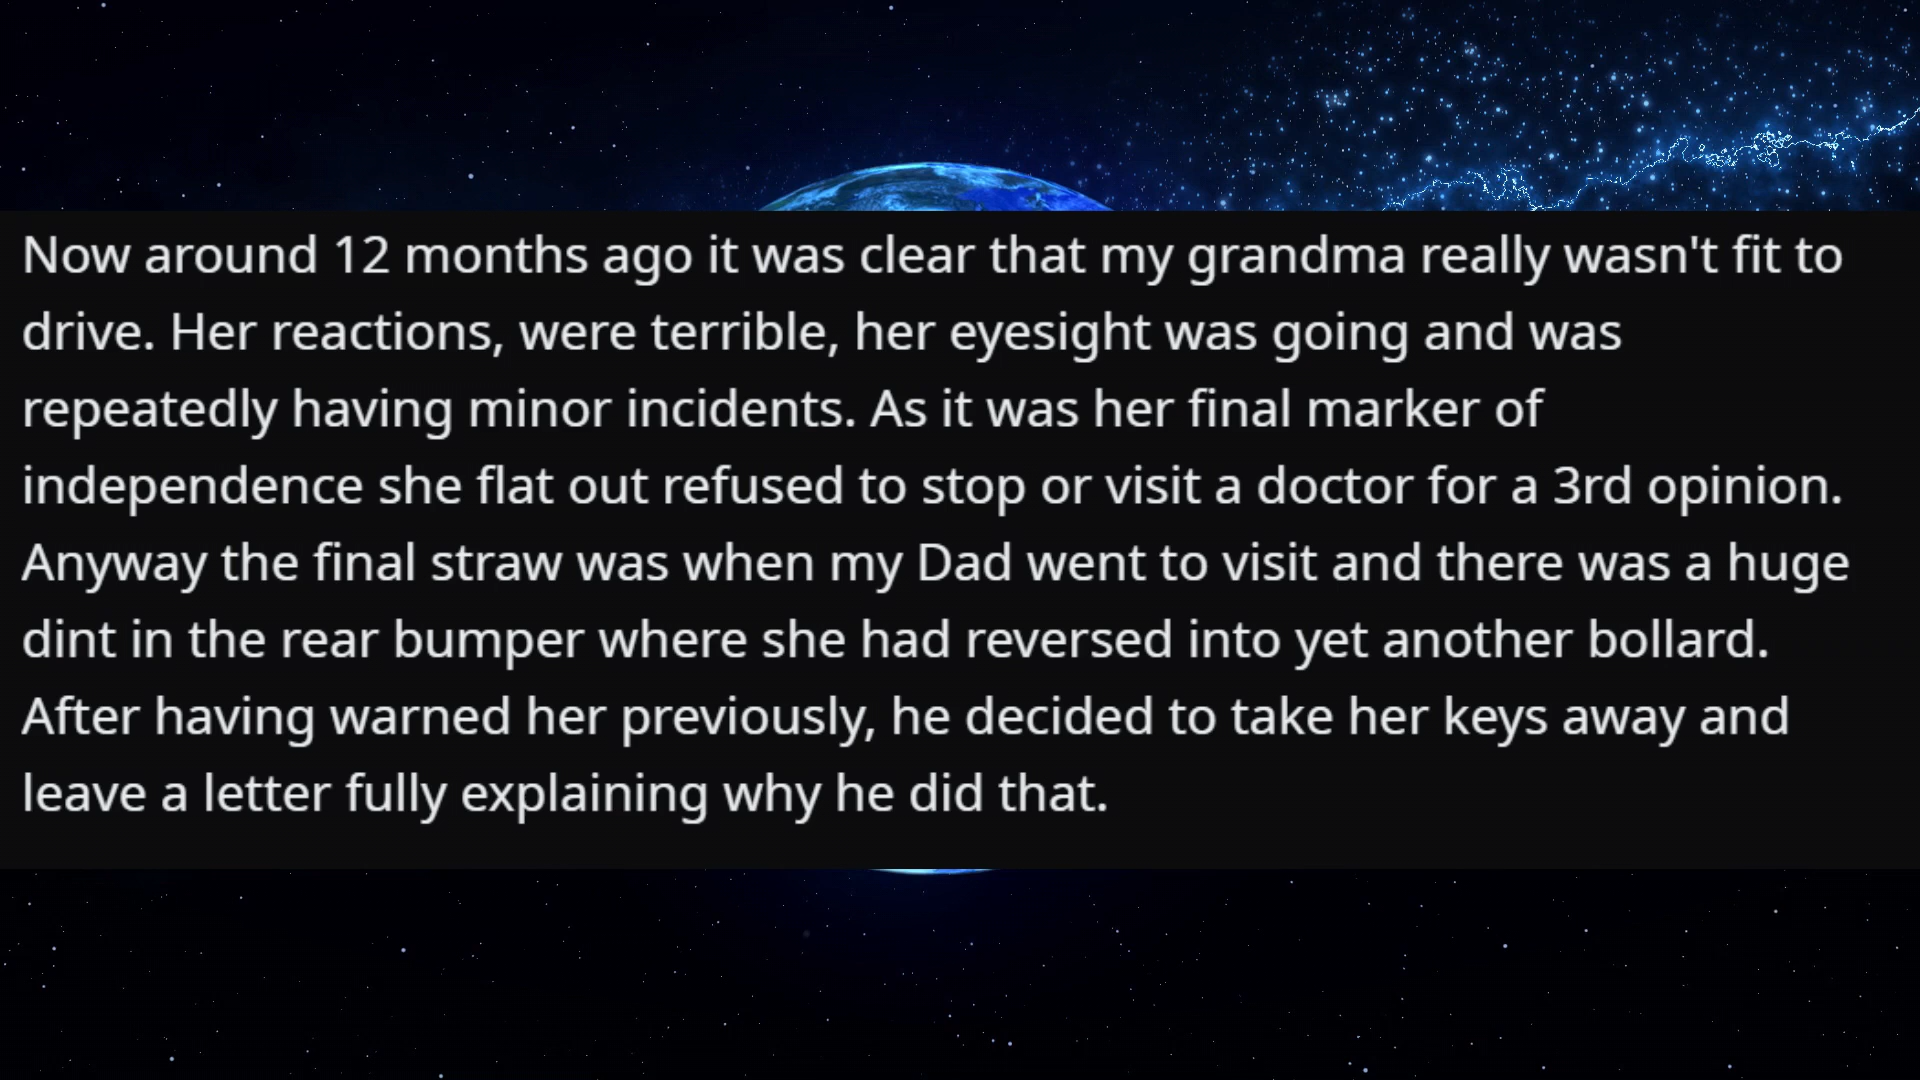 Now around 12 months ago it was clear that my grandma really wasn't fit to
drive. Her reactions, were terrible, her eyesight was going and was
repeatedly having minor incidents. As it was her final marker of
independence she flat out refused to stop or visit a doctor for a 3rd opinion.
Anyway the final straw was when my Dad went to visit and there was a huge
dint in the rear bumper where she had reversed into yet another bollard.
After having warned her previously, he decided to take her keys away and
leave a letter fully explaining why he did that.